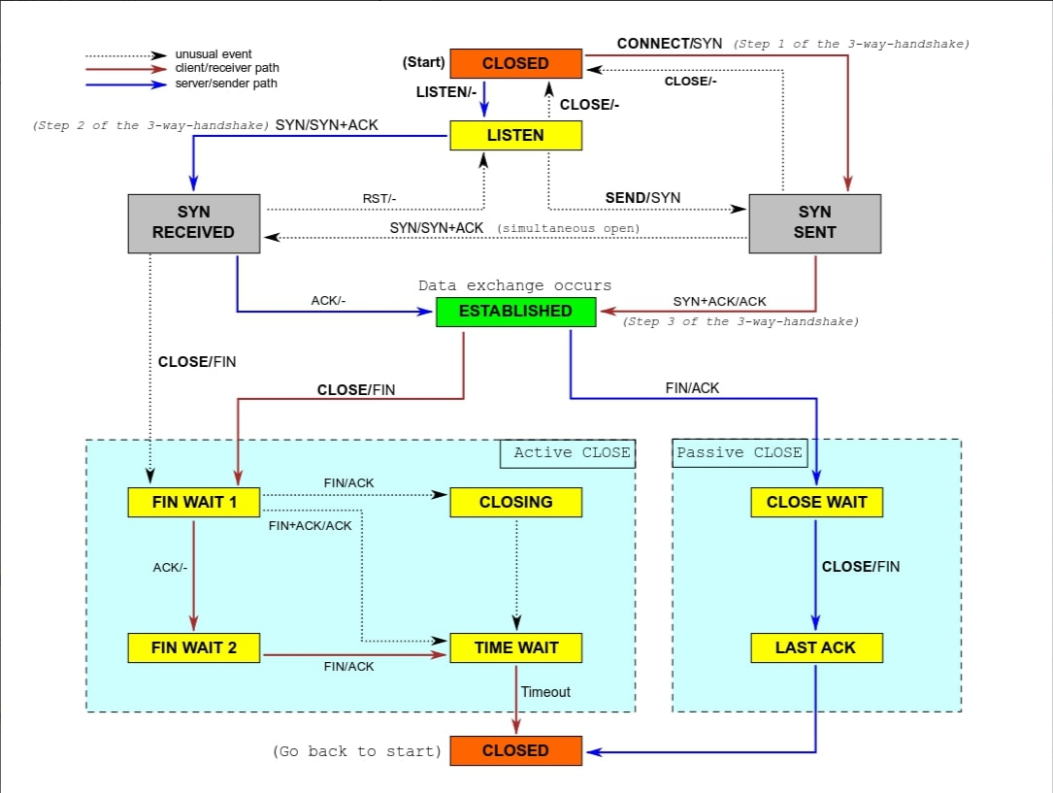 unusual event
client/receiver path
server/sender path
(Start)
CLOSED
CONNECT/SYN (Step 1 of the 3-way-handshake)
CLOSE/-
LISTEN/-
CLOSE/-
(Step 2 of the 3-way-handshake) SYN/SYN+ACK
LISTEN
RST/-
SEND/SYN
SYN
RECEIVED
SYN
SENT
SYN/SYN+ACK (simultaneous open)
Data exchange occurs
ACK/-
ESTABLISHED
SYN+ACK/ACK
(Step 3 of the 3-way-handshake)
CLOSE/FIN
CLOSE/FIN
FIN/ACK
Active CLOSE
Passive CLOSE
FIN WAIT 1
FIN/ACK
CLOSING
CLOSE WAIT
FIN+ACK/ACK
ACK/-
CLOSE/FIN
FIN WAIT 2
FIN/ACK
TIME WAIT
LAST ACK
Timeout
(Go back to start)
CLOSED